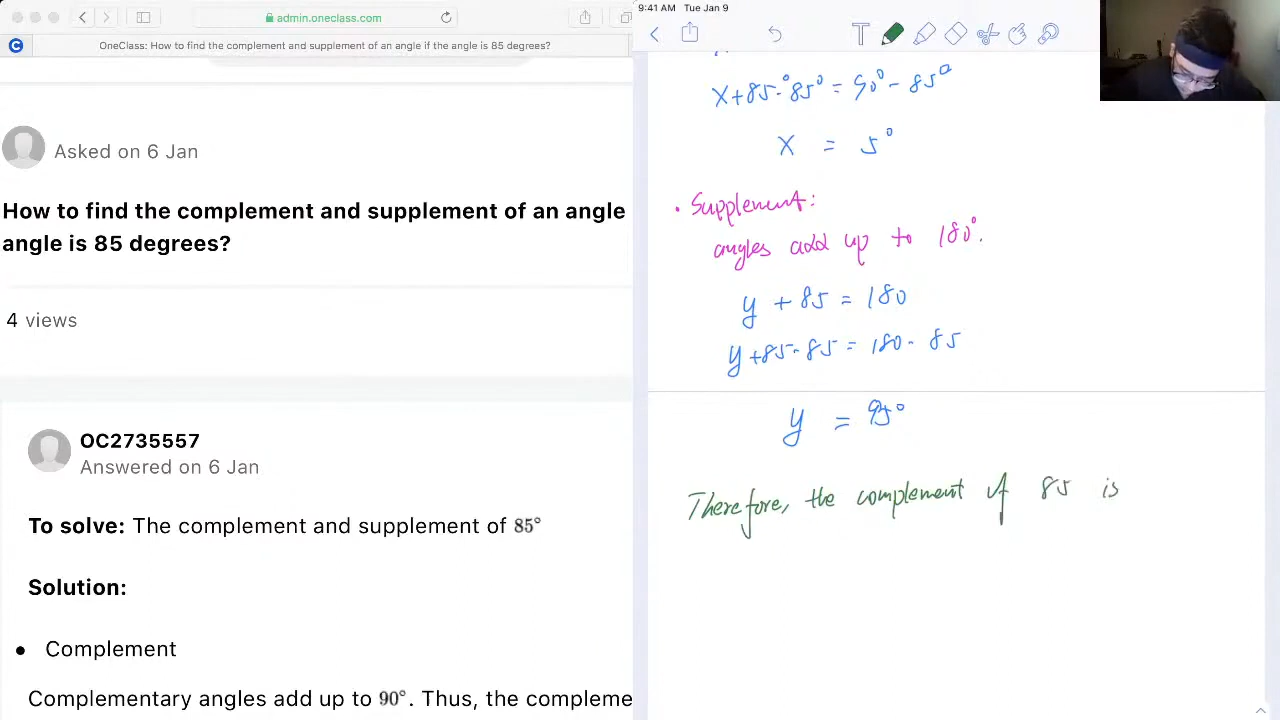 admin.oneclass.com
OneClass: How to find the complement and supplement of an angle if the angle is 85 degrees?
Asked on 6 Jan
How to find the complement and supplement of an angle
angle is 85 degrees?
4 views
OC2735557
Answered on 6 Jan
To solve: The complement and supplement of 85°
Solution:
• Complement
Complementary angles add up to 90°. Thus, the compleme
9:41 AM Tue Jan 9
x+85-°85°=90°-85°
x = 5°
• Supplement:
angles add up to 180°.
y + 85 = 180
y+85-85= 180-85
y = 95°
Therefore, the complement of 85 is